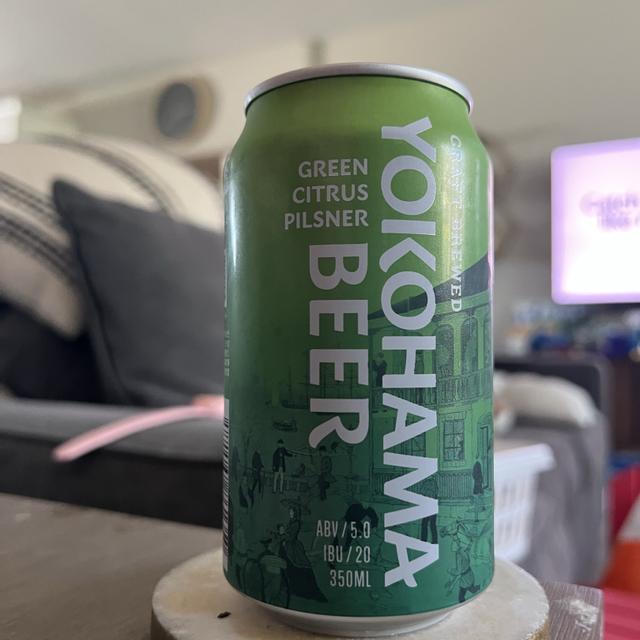 GREEN
CITRUS
PILSNER
YOKOHAMA
BEER
CRAFT BREWED
ABV/5.0
IBU/20
350ML